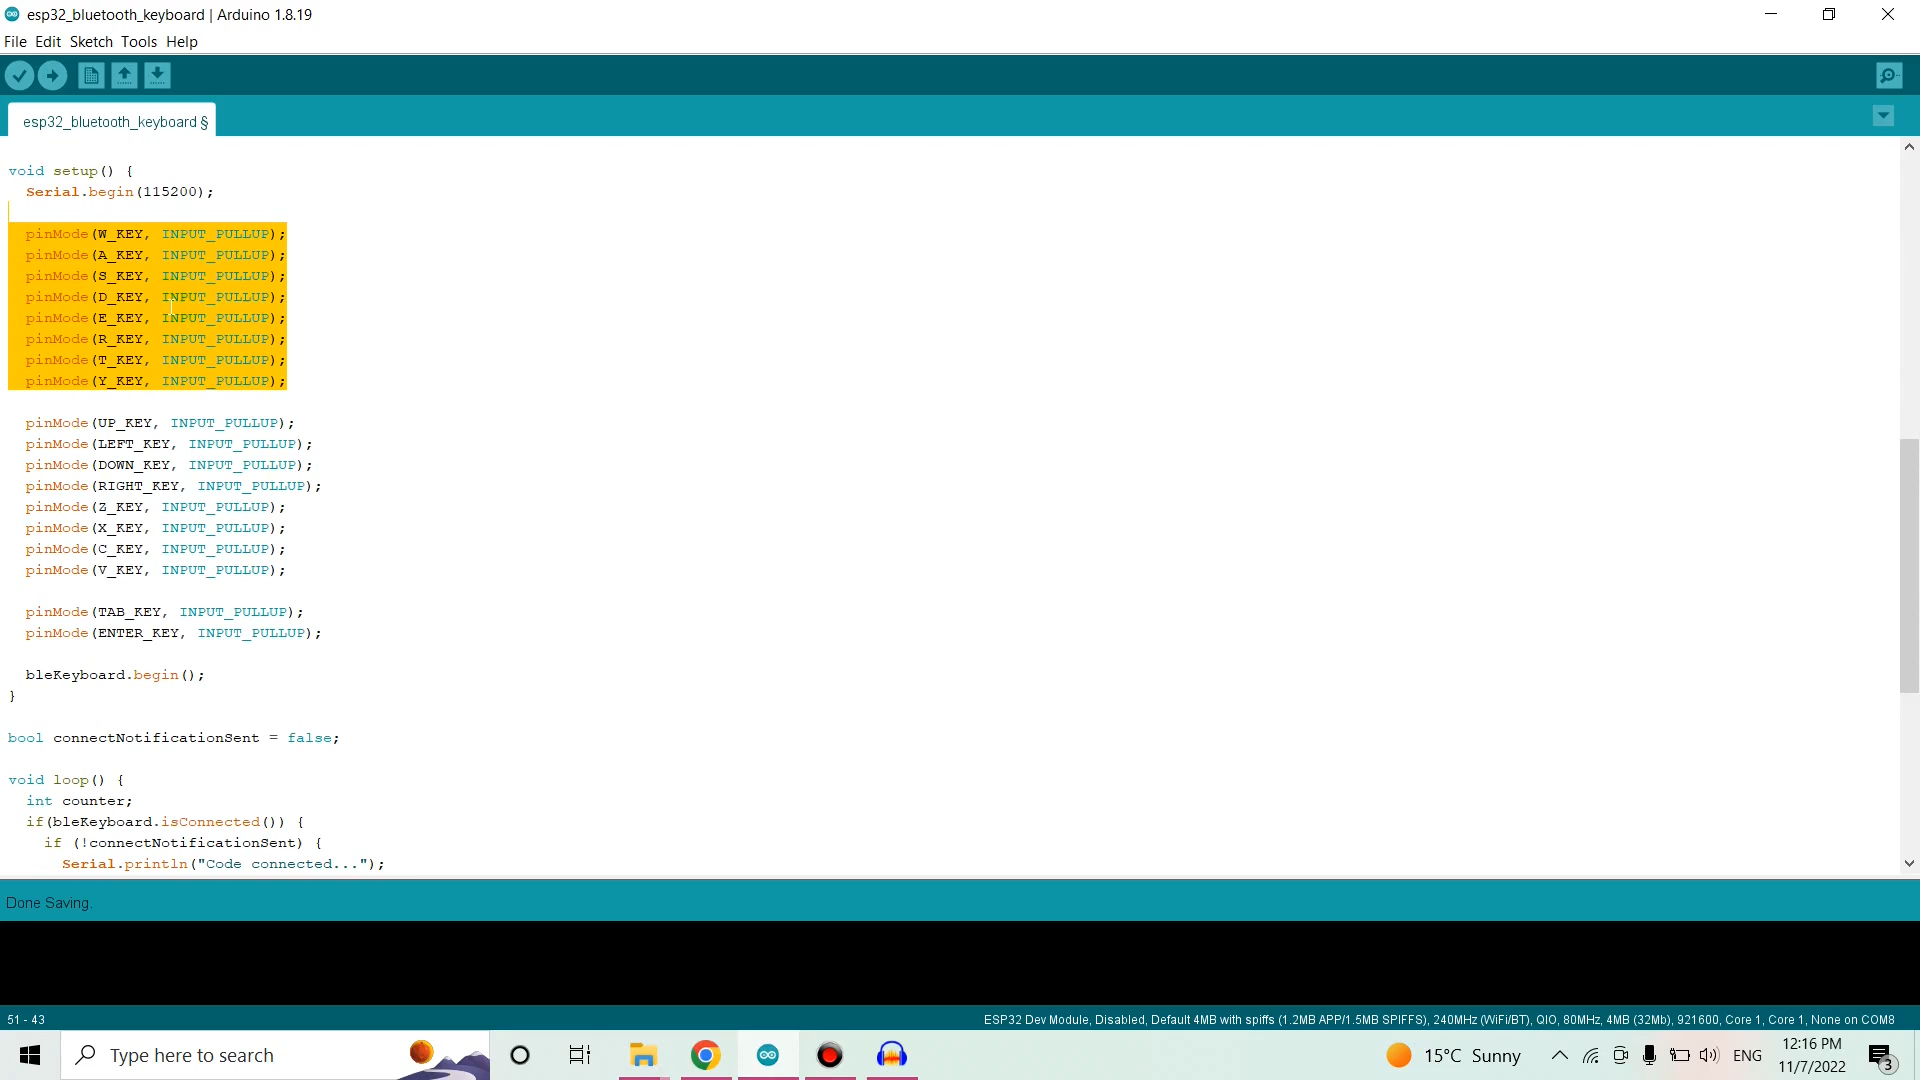 esp32_bluetooth_keyboard | Arduino 1.8.19
File Edit Sketch Tools Help
esp32_bluetooth_keyboard §
void setup() {
  Serial.begin(115200);
  pinMode(W_KEY, INPUT_PULLUP);
  pinMode(A_KEY, INPUT_PULLUP);
  pinMode(S_KEY, INPUT_PULLUP);
  pinMode(D_KEY, INPUT_PULLUP);
  pinMode(E_KEY, INPUT_PULLUP);
  pinMode(R_KEY, INPUT_PULLUP);
  pinMode(T_KEY, INPUT_PULLUP);
  pinMode(Y_KEY, INPUT_PULLUP);
  pinMode(UP_KEY, INPUT_PULLUP);
  pinMode(LEFT_KEY, INPUT_PULLUP);
  pinMode(DOWN_KEY, INPUT_PULLUP);
  pinMode(RIGHT_KEY, INPUT_PULLUP);
  pinMode(Z_KEY, INPUT_PULLUP);
  pinMode(X_KEY, INPUT_PULLUP);
  pinMode(C_KEY, INPUT_PULLUP);
  pinMode(V_KEY, INPUT_PULLUP);
  pinMode(TAB_KEY, INPUT_PULLUP);
  pinMode(ENTER_KEY, INPUT_PULLUP);
  bleKeyboard.begin();
}
bool connectNotificationSent = false;
void loop() {
  int counter;
  if(bleKeyboard.isConnected()) {
    if (!connectNotificationSent) {
      Serial.println("Code connected...");
Done Saving.
51 - 43
ESP32 Dev Module, Disabled, Default 4MB with spiffs (1.2MB APP/1.5MB SPIFFS), 240MHz (WiFi/BT), QIO, 80MHz, 4MB (32Mb), 921600, Core 1, Core 1, None on COM8
Type here to search
15°C Sunny
ENG
12:16 PM
11/7/2022
3